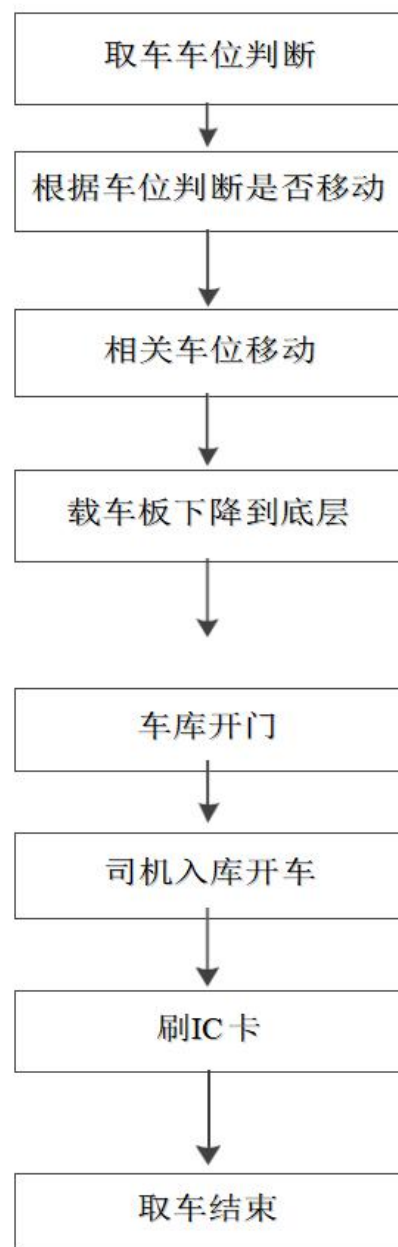 取车车位判断
根据车位判断是否移动
相关车位移动
载车板下降到底层
车库开门
司机入库开车
刷IC卡
取车结束